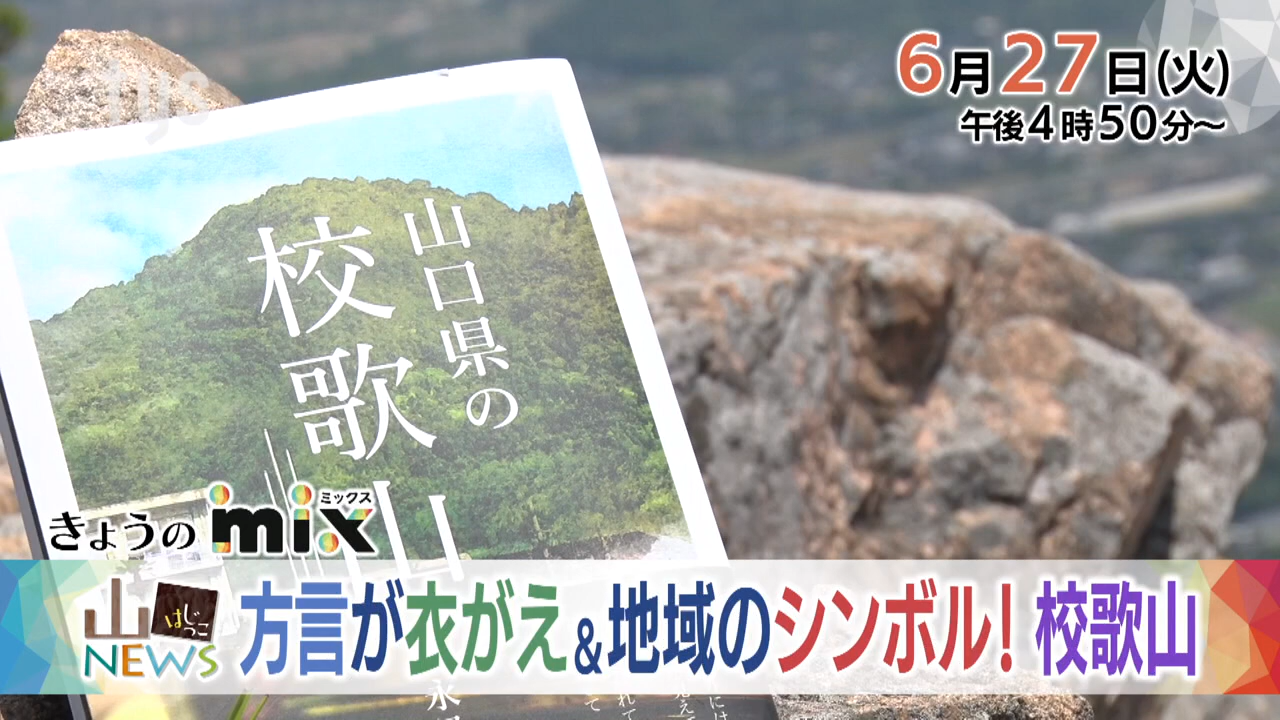 tys
6月27日(火)
午後4時50分～
山口県の
校歌山
きょうのmixミックス
山はじっこ
NEWS
方言が衣がえ&地域のシンボル！校歌山